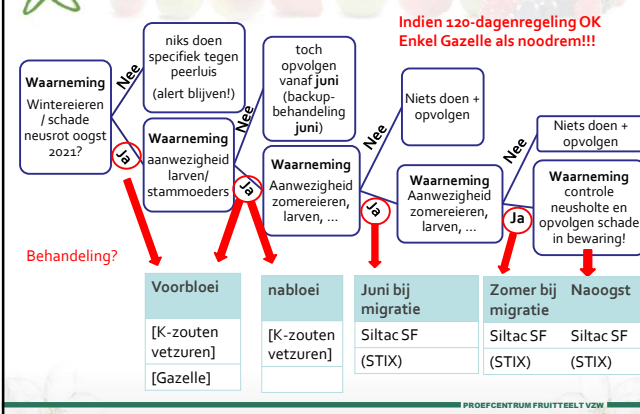 Indien 120-dagenregeling OK
Enkel Gazelle als noodrem!!!
Waarneming
Wintereieren
/ schade
neusrot oogst
2021?
Nee
niks doen
specifiek tegen
peerluis
(alert blijven!)
Ja
Waarneming
aanwezigheid
larven/
stammoeders
Nee
toch
opvolgen
vanaf juni
(backup-
behandeling
juni)
Ja
Waarneming
Aanwezigheid
zomereieren,
larven, ...
Nee
Niets doen +
opvolgen
Ja
Waarneming
Aanwezigheid
zomereieren,
larven, ...
Nee
Niets doen +
opvolgen
Ja
Waarneming
controle
neusholte en
opvolgen schade
in bewaring!
Behandeling?
Voorbloei
[K-zouten
vetzuren]
[Gazelle]
nabloei
[K-zouten
vetzuren]
Juni bij
migratie
Siltac SF
(STIX)
Zomer bij
migratie
Siltac SF
(STIX)
Naoogst
Siltac SF
(STIX)
PROEFCENTRUM FRUITTEELT VZW